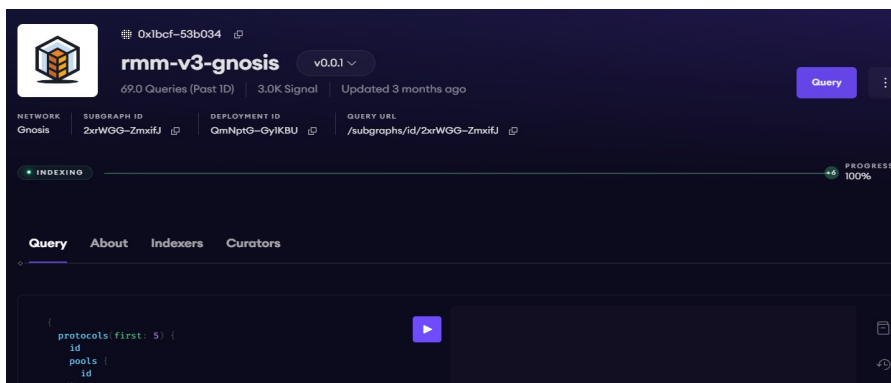 0x1bcf–53b034
rmm-v3-gnosis v0.0.1
69.0 Queries (Past 1D) 3.0K Signal Updated 3 months ago
Query
NETWORK SUBGRAPH ID DEPLOYMENT ID QUERY URL
Gnosis 2xrWGG–ZmxifJ QmNptG–Gy1KBU /subgraphs/id/2xrWGG–ZmxifJ
INDEXING +6 PROGRESS
100%
Query About Indexers Curators
{
protocols(first: 5) {
id
pools {
id